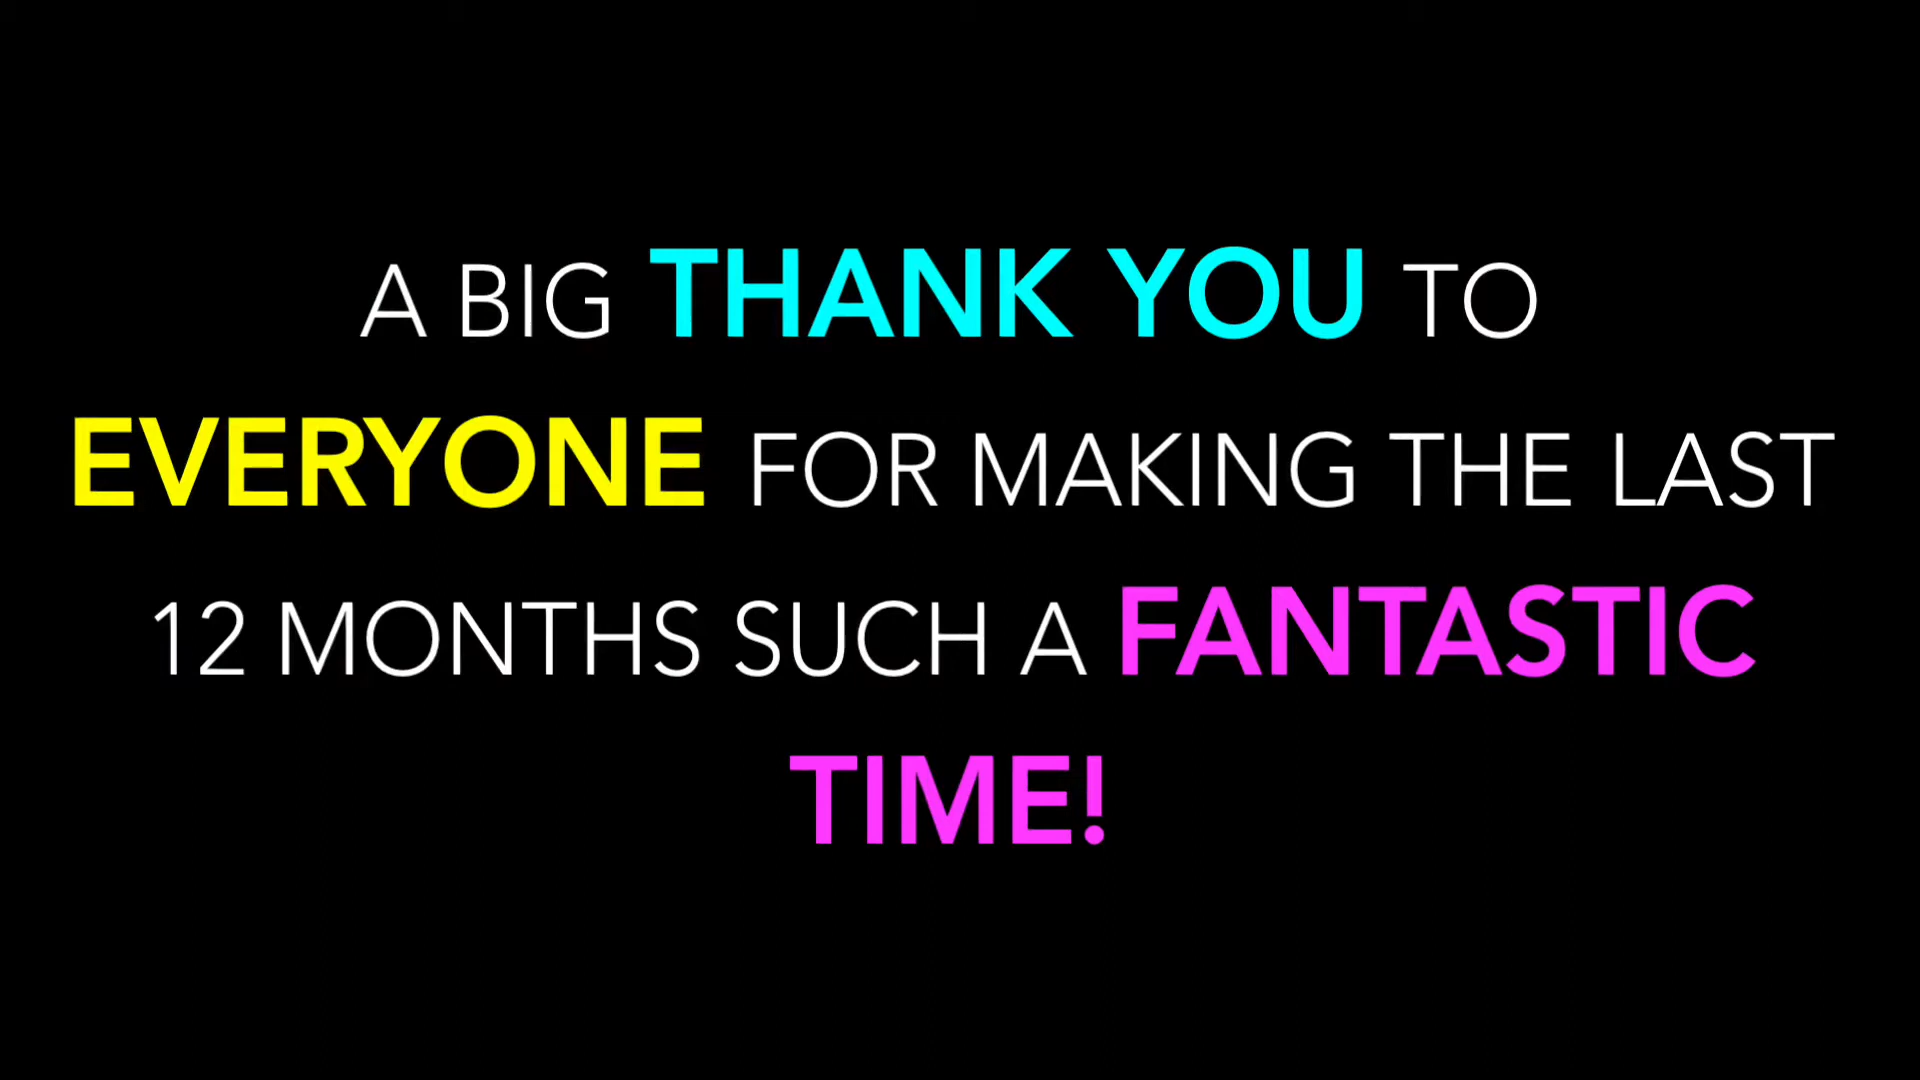 A BIG THANK YOU TO
EVERYONE FOR MAKING THE LAST
12 MONTHS SUCH A FANTASTIC
TIME!